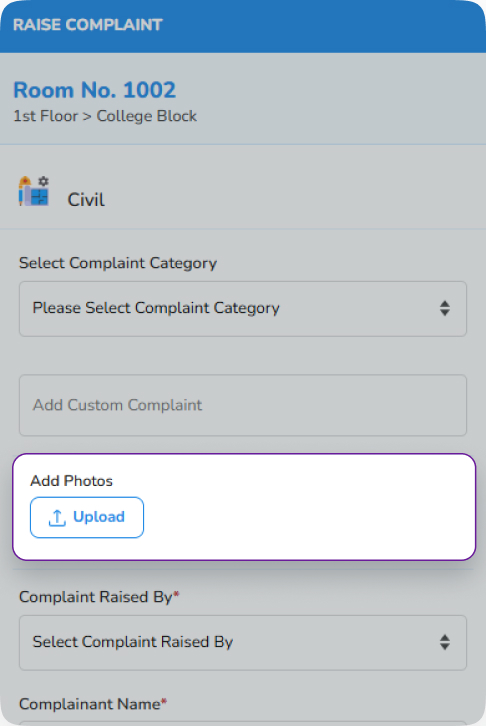 RAISE COMPLAINT
Room No. 1002
1st Floor > College Block
Civil
Select Complaint Category
Please Select Complaint Category
Add Custom Complaint
Add Photos
Upload
Complaint Raised By*
Select Complaint Raised By
Complainant Name*